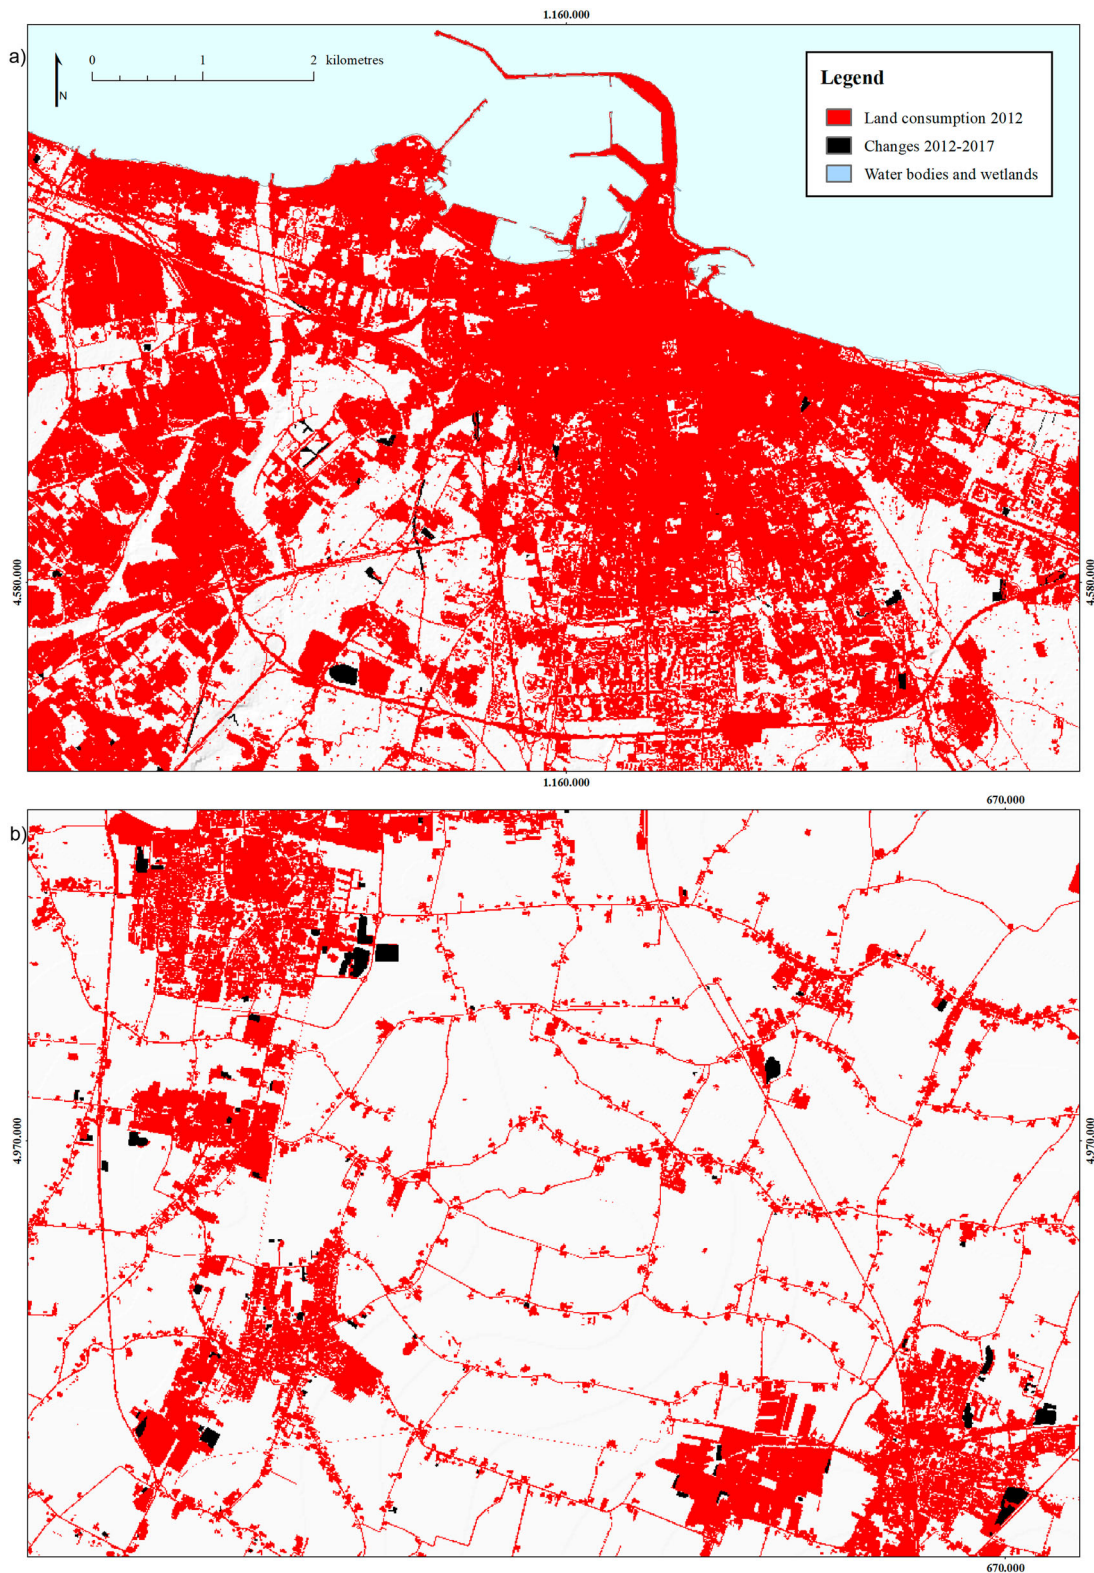 1.160.000
a)
0 1 2 kilometres
N
Legend
Land consumption 2012
Changes 2012-2017
Water bodies and wetlands
4.580.000
4.580.000
1.160.000
670.000
b)
4.970.000
4.970.000
670.000